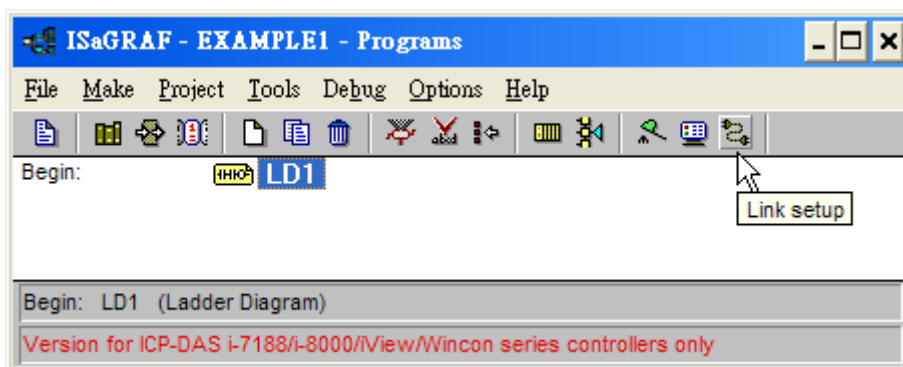 ISaGRAF - EXAMPLE1 - Programs
File Make Project Tools Debug Options Help
Begin: LD1
Link setup
Begin: LD1 (Ladder Diagram)
Version for ICP-DAS i-7188/i-8000/iView/Wincon series controllers only